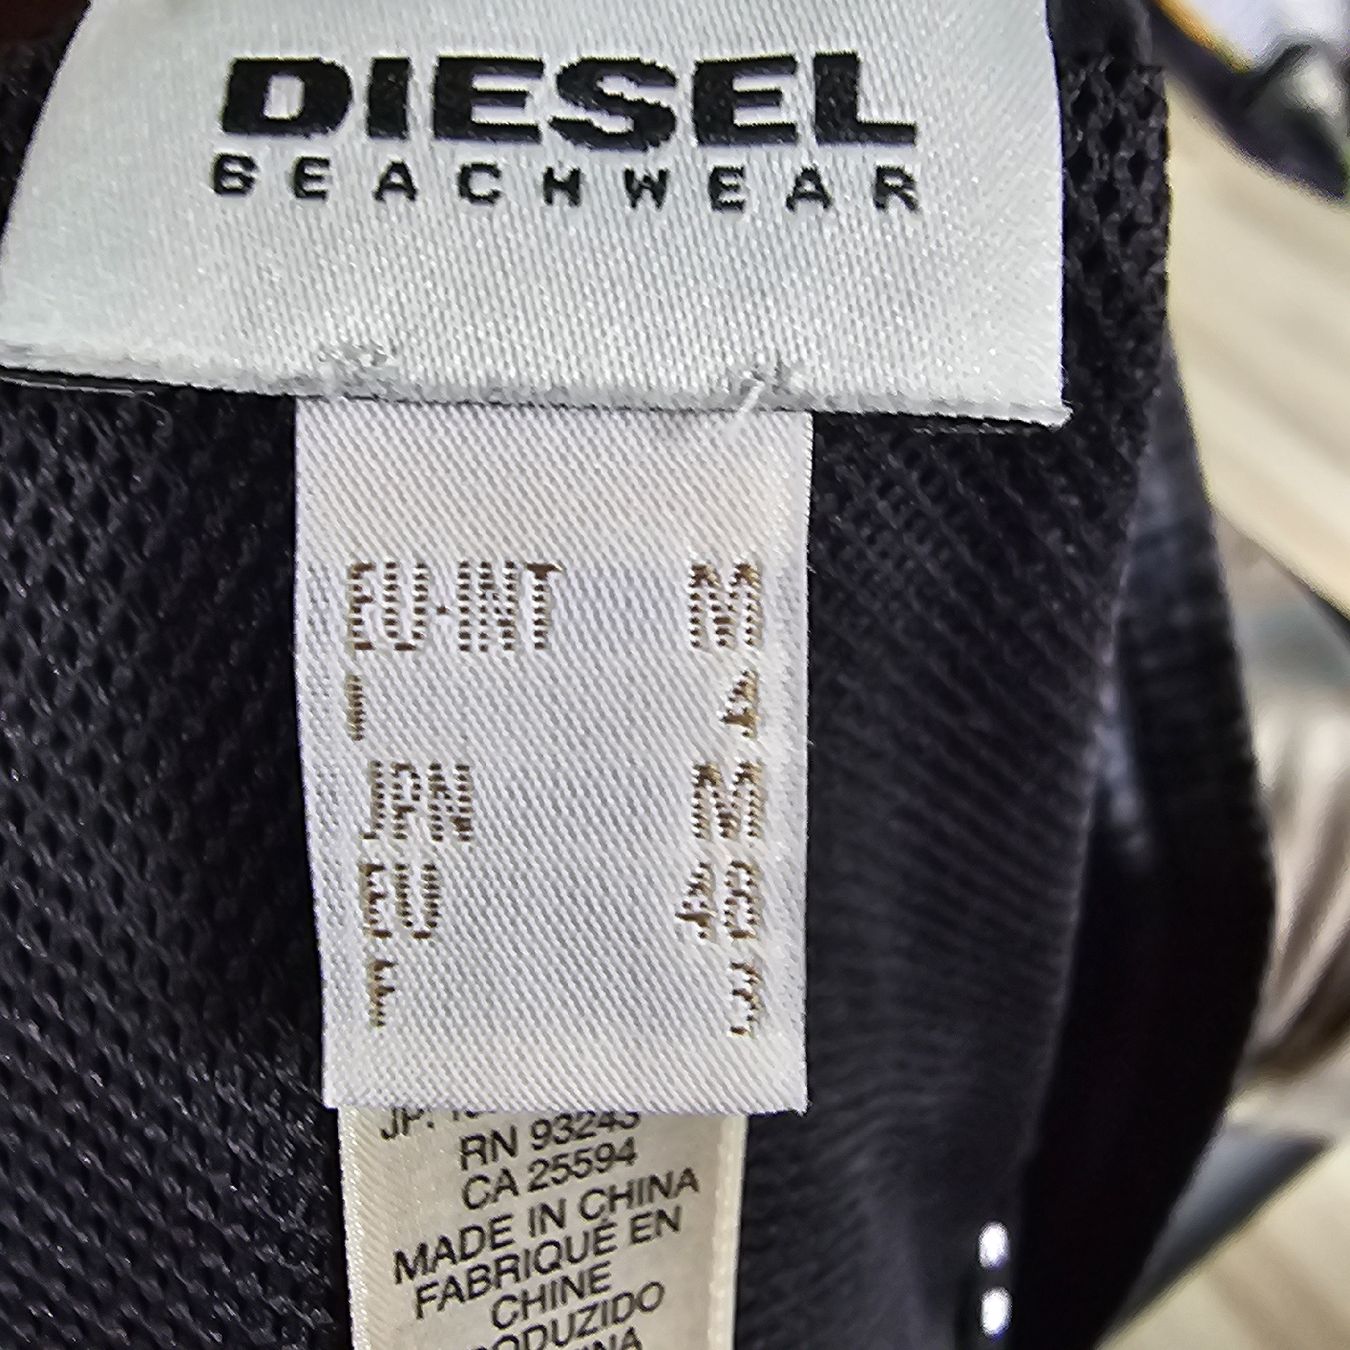 DIESEL
BEACHWEAR
EU-INT M
I 4
JPN M
EU 48
F 3
JP:
RN 93243
CA 25594
MADE IN CHINA
FABRIQUÉ EN
CHINE